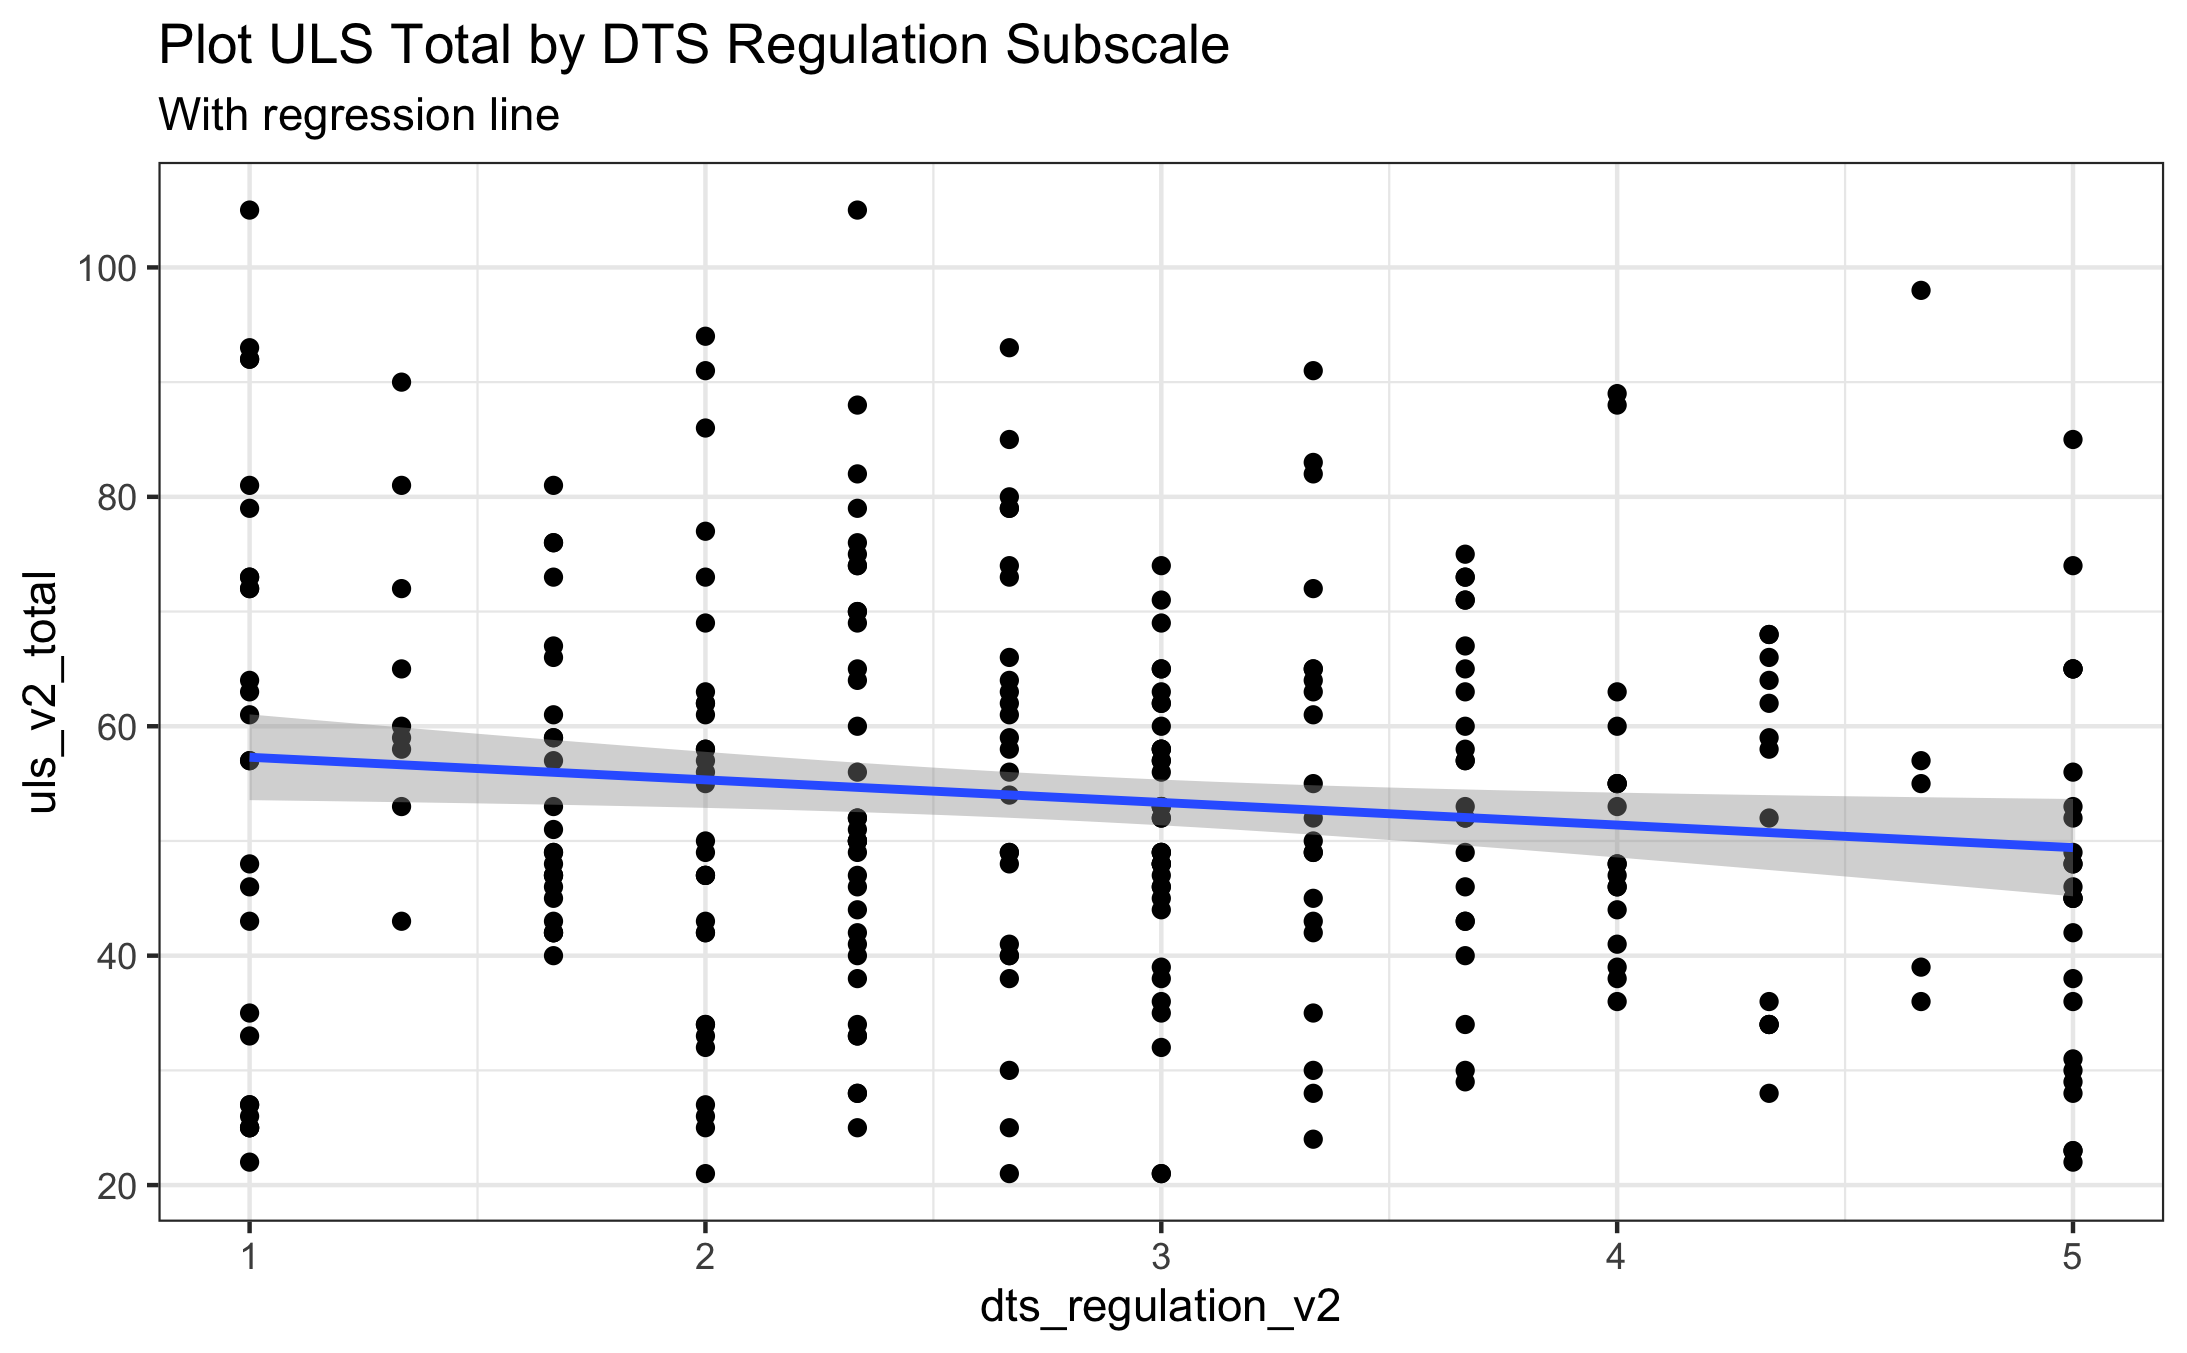 Plot ULS Total by DTS Regulation Subscale
With regression line
uls_v2_total
100
80
60
40
20
1 2 3 4 5
dts_regulation_v2